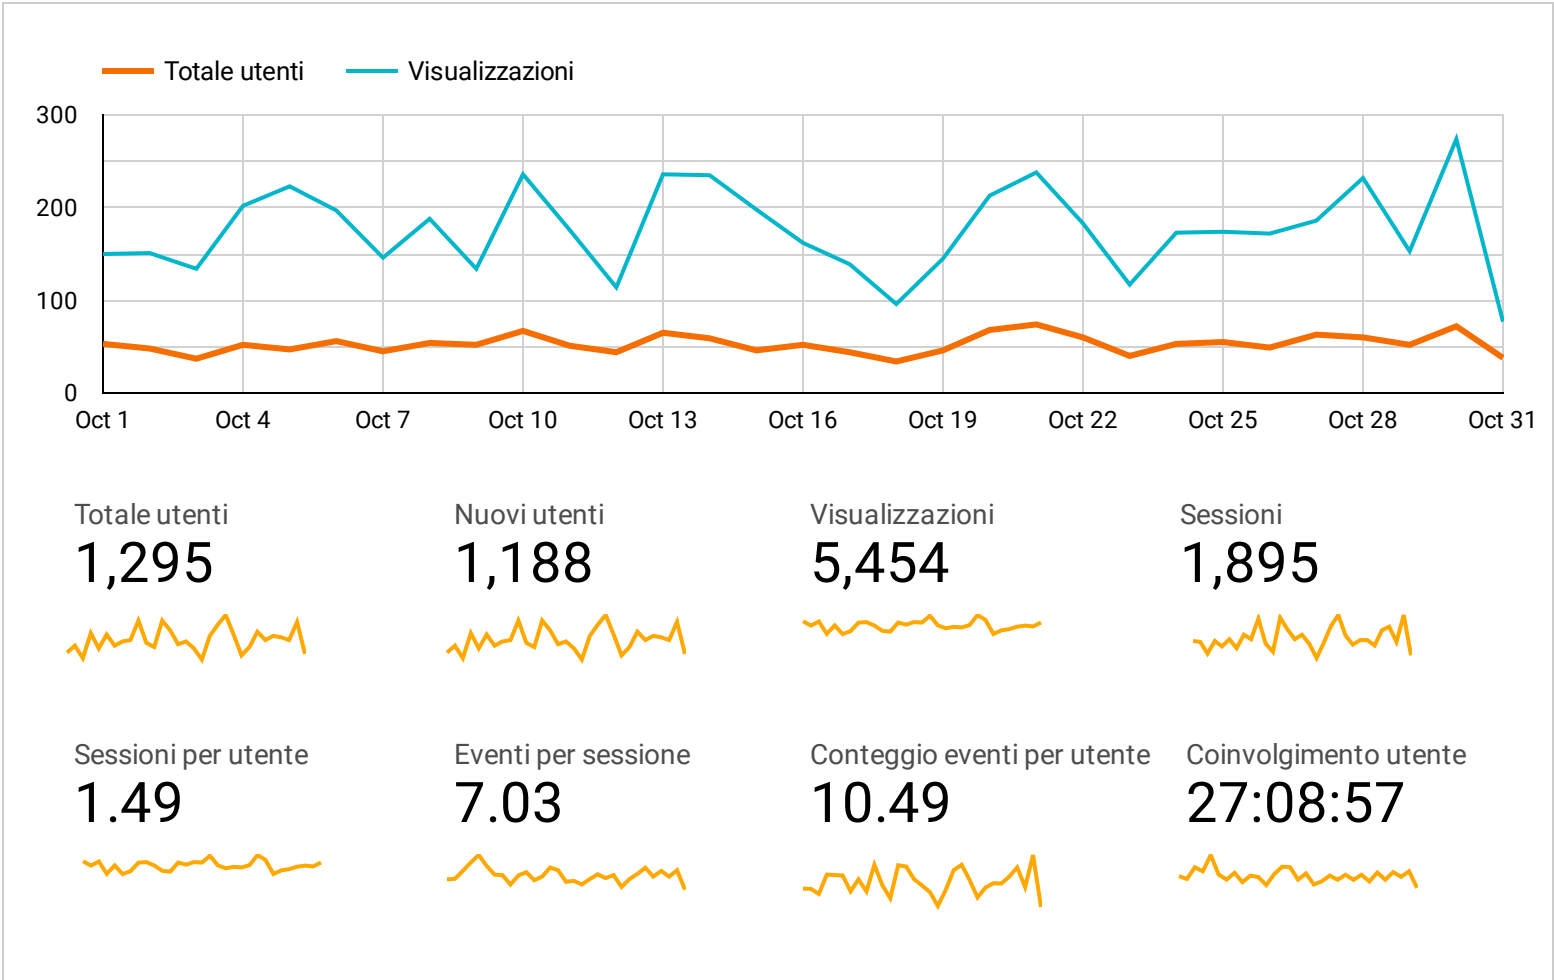 Totale utenti Visualizzazioni
300
200
100
0
Oct 1 Oct 4 Oct 7 Oct 10 Oct 13 Oct 16 Oct 19 Oct 22 Oct 25 Oct 28 Oct 31
Totale utenti Nuovi utenti Visualizzazioni Sessioni
1,295 1,188 5,454 1,895
Sessioni per utente Eventi per sessione Conteggio eventi per utente Coinvolgimento utente
1.49 7.03 10.49 27:08:57